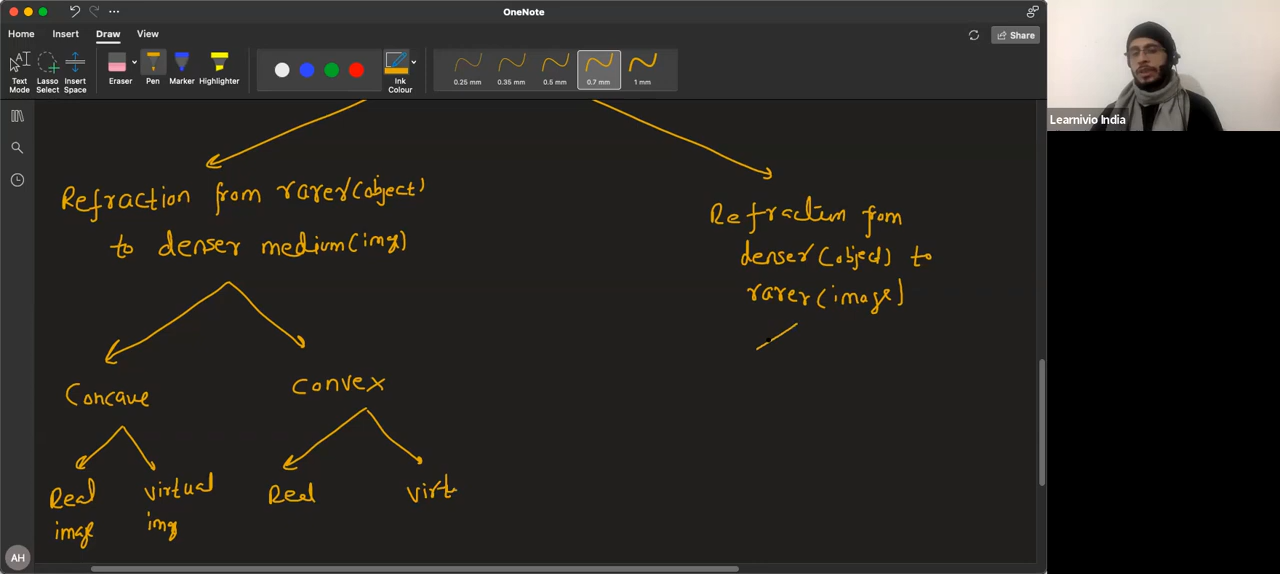 OneNote
Home Insert Draw View
Share
Text Mode
Lasso Select
Insert Space
Eraser
Pen
Marker
Highlighter
Ink Colour
0.25 mm
0.35 mm
0.5 mm
0.7 mm
1 mm
Learnivio India
Refraction from rarer(object)
to denser medium(img)
Refraction from
denser(object) to
rarer(image)
Concave
Convex
Real
image
virtual
img
Real
virt
AH